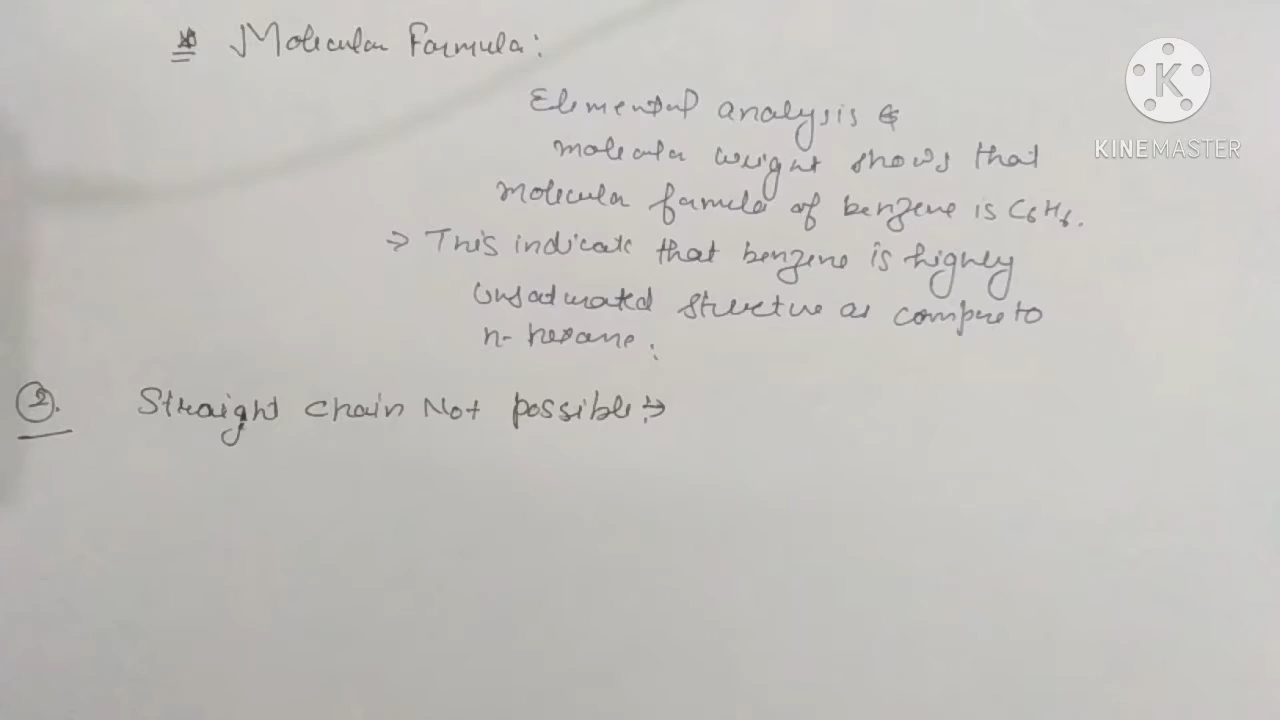 * Molecular Formula:
K
KINEMASTER
Elemental analysis &
molecular weight shows that
molecular formula of benzene is C6H6.
→ This indicate that benzene is highly
unsaturated structure as compare to
n-hexane.
2. Straight chain Not possible:→